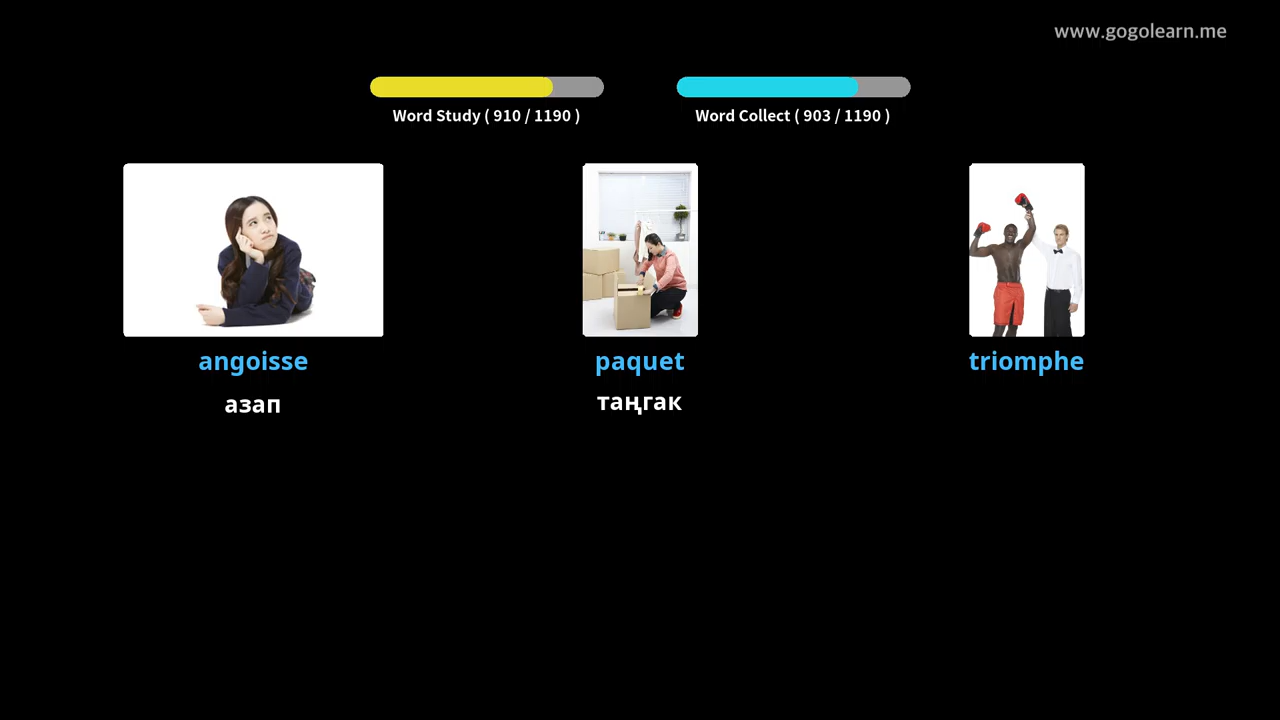 www.gogolearn.me
Word Study ( 910 / 1190 )
Word Collect ( 903 / 1190 )
angoisse
paquet
triomphe
азап
таңгак